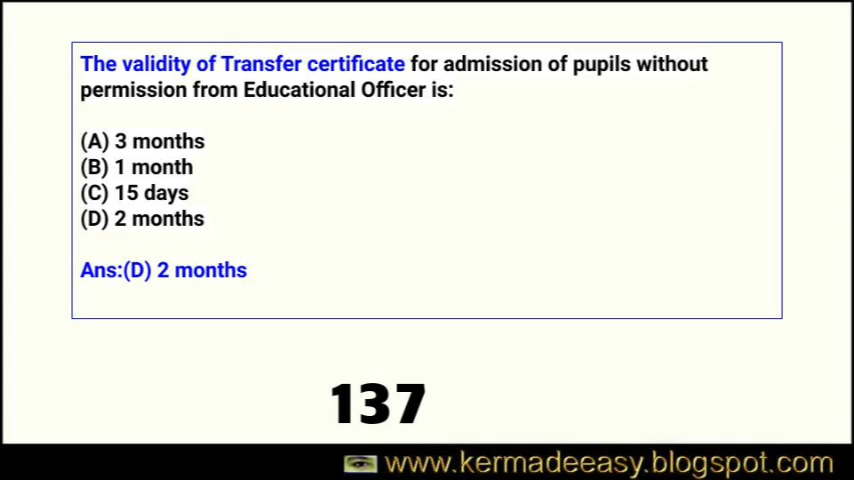 The validity of Transfer certificate for admission of pupils without
permission from Educational Officer is:
(A) 3 months
(B) 1 month
(C) 15 days
(D) 2 months
Ans:(D) 2 months
137
www.kermadeeasy.blogspot.com